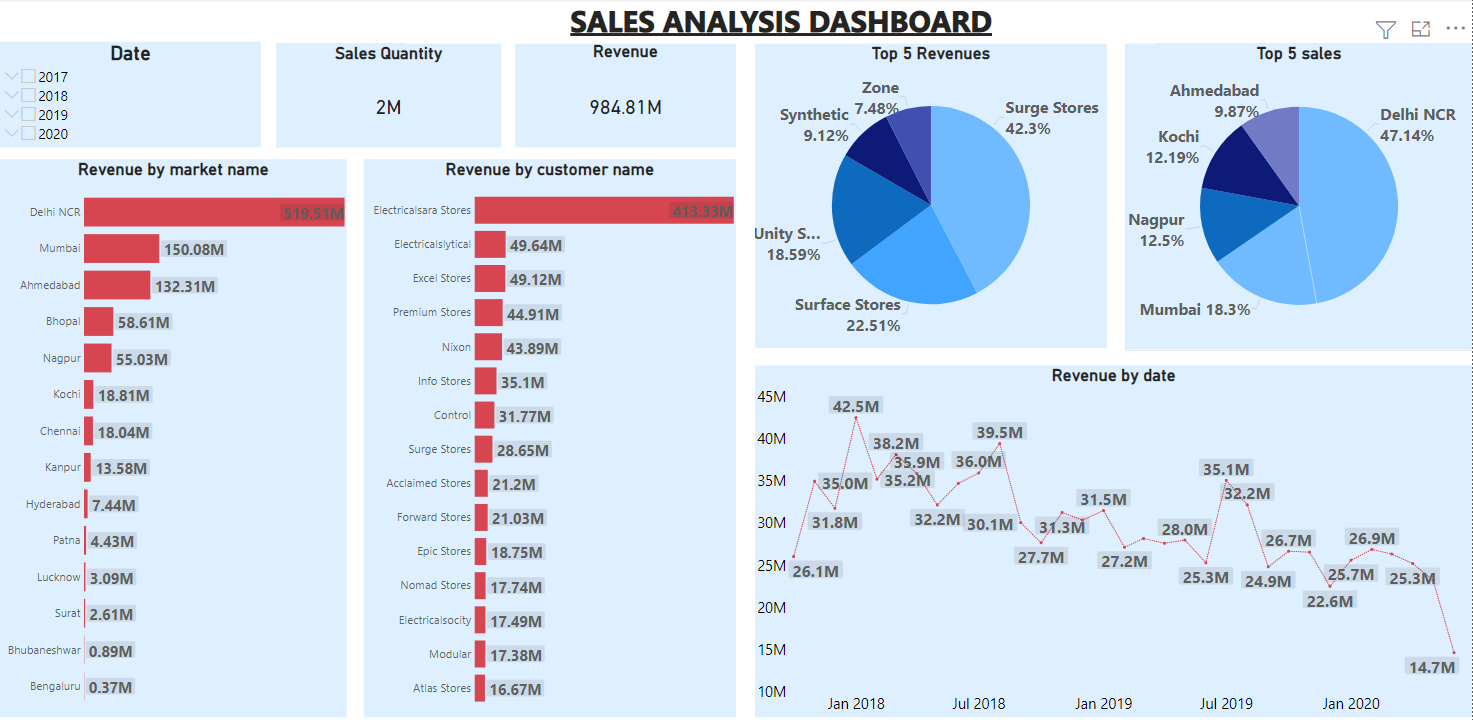 SALES ANALYSIS DASHBOARD
Date
2017
2018
2019
2020
Sales Quantity
2M
Revenue
984.81M
Top 5 Revenues
Zone
7.48%
Synthetic
9.12%
Unity S...
18.59%
Surface Stores
22.51%
Surge Stores
42.3%
Top 5 sales
Ahmedabad
9.87%
Kochi
12.19%
Nagpur
12.5%
Mumbai 18.3%
Delhi NCR
47.14%
Revenue by market name
Delhi NCR 519.51M
Mumbai 150.08M
Ahmedabad 132.31M
Bhopal 58.61M
Nagpur 55.03M
Kochi 18.81M
Chennai 18.04M
Kanpur 13.58M
Hyderabad 7.44M
Patna 4.43M
Lucknow 3.09M
Surat 2.61M
Bhubaneshwar 0.89M
Bengaluru 0.37M
Revenue by customer name
Electricalsara Stores 413.33M
Electricalslytical 49.64M
Excel Stores 49.12M
Premium Stores 44.91M
Nixon 43.89M
Info Stores 35.1M
Control 31.77M
Surge Stores 28.65M
Acclaimed Stores 21.2M
Forward Stores 21.03M
Epic Stores 18.75M
Nomad Stores 17.74M
Electricalsocity 17.49M
Modular 17.38M
Atlas Stores 16.67M
Revenue by date
45M
40M
35M
30M
25M
20M
15M
10M
26.1M
35.0M
31.8M
42.5M
35.2M
38.2M
35.9M
32.2M
36.0M
39.5M
30.1M
27.7M
31.3M
31.5M
27.2M
28.0M
25.3M
35.1M
32.2M
24.9M
26.7M
22.6M
25.7M
26.9M
25.3M
14.7M
Jan 2018
Jul 2018
Jan 2019
Jul 2019
Jan 2020